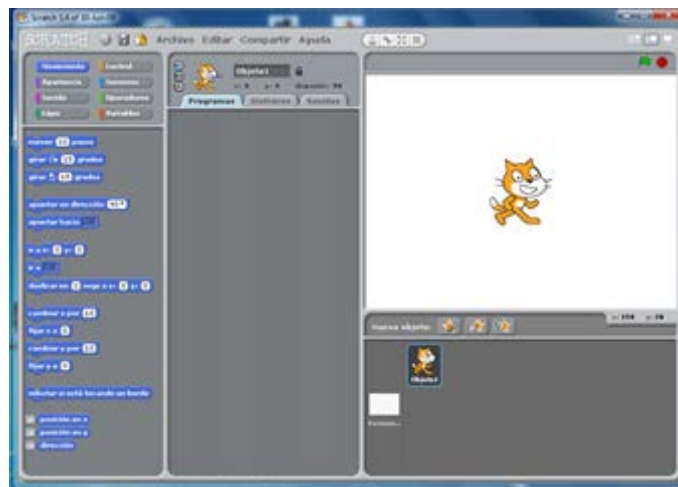 Scratch 1.4 of 30-Jun-09
SCRATCH Archivo Editar Compartir Ayuda
Movimiento Control
Apariencia Sensores
Sonido Operadores
Lápiz Variables
Objeto1
Programas Disfraces Sonidos
mover 10 pasos
girar 15 grados
girar 15 grados
apuntar en dirección 90
apuntar hacia
ir a x: 0 y: 0
ir a
deslizar en 1 segs a x: 0 y: 0
cambiar x por 10
fijar x a 0
cambiar y por 10
fijar y a 0
rebotar si está tocando un borde
posición en x
posición en y
dirección
nuevo objeto:
Objeto1